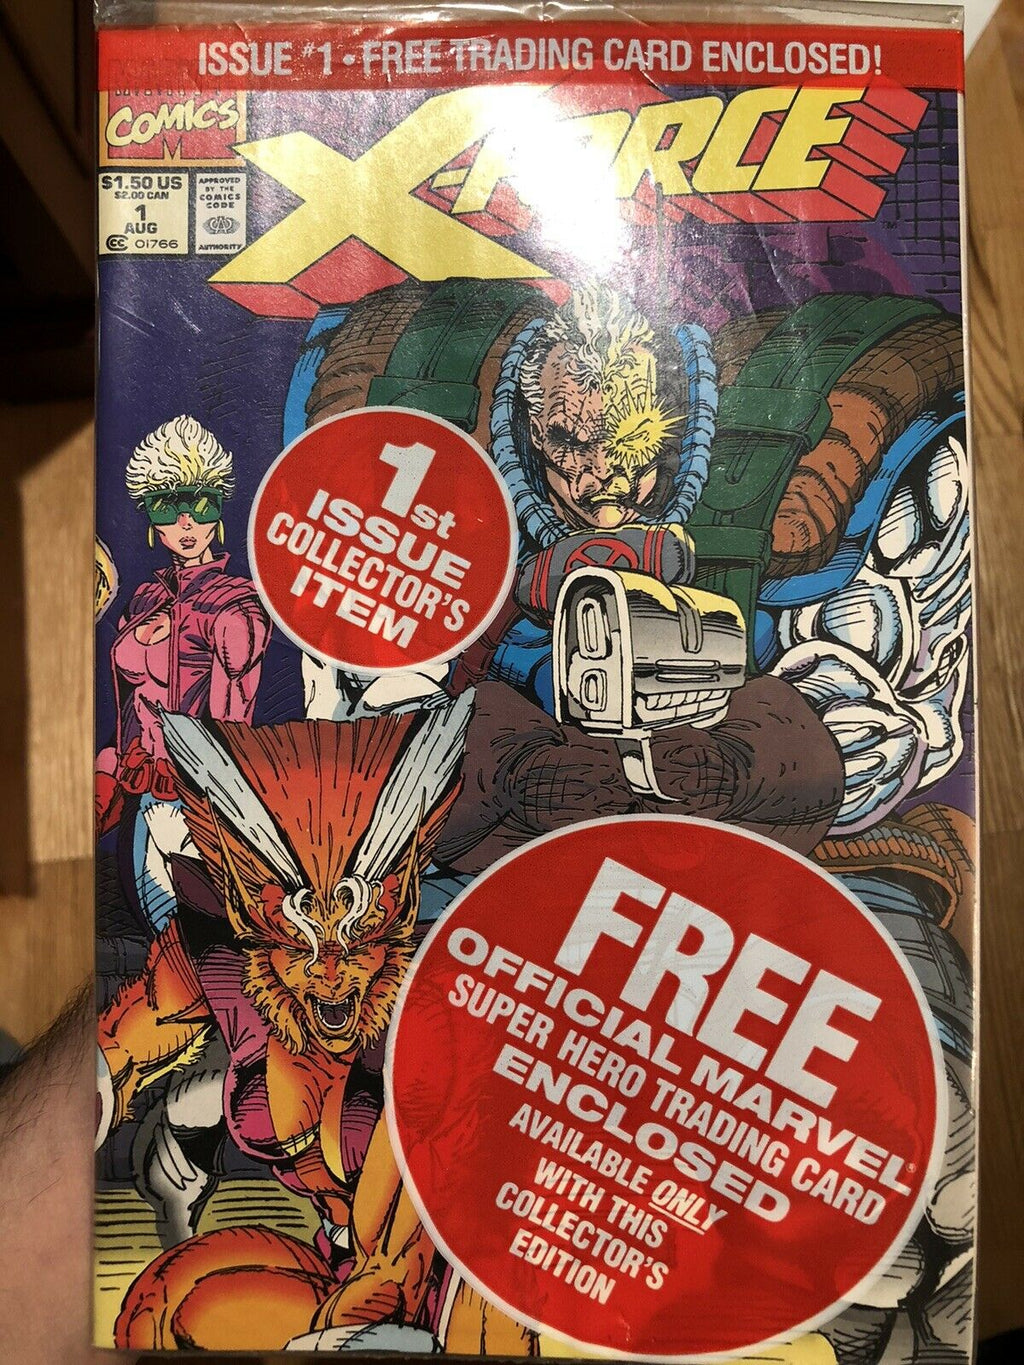 ISSUE #1 • FREE TRADING CARD ENCLOSED!
COMICS
M
X-FORCE
TM
$1.50 US
$2.00 CAN
1
AUG
CC 01766
APPROVED
BY THE
COMICS
CODE
AUTHORITY
1st
ISSUE
COLLECTOR'S
ITEM
FREE
OFFICIAL MARVEL®
SUPER HERO TRADING CARD
ENCLOSED
AVAILABLE ONLY
WITH THIS
COLLECTOR'S
EDITION